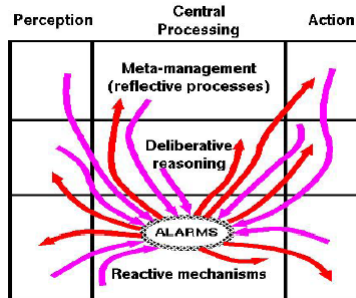 Perception
Central
Processing
Action
Meta-management
(reflective processes)
Deliberative
reasoning
ALARMS
Reactive mechanisms